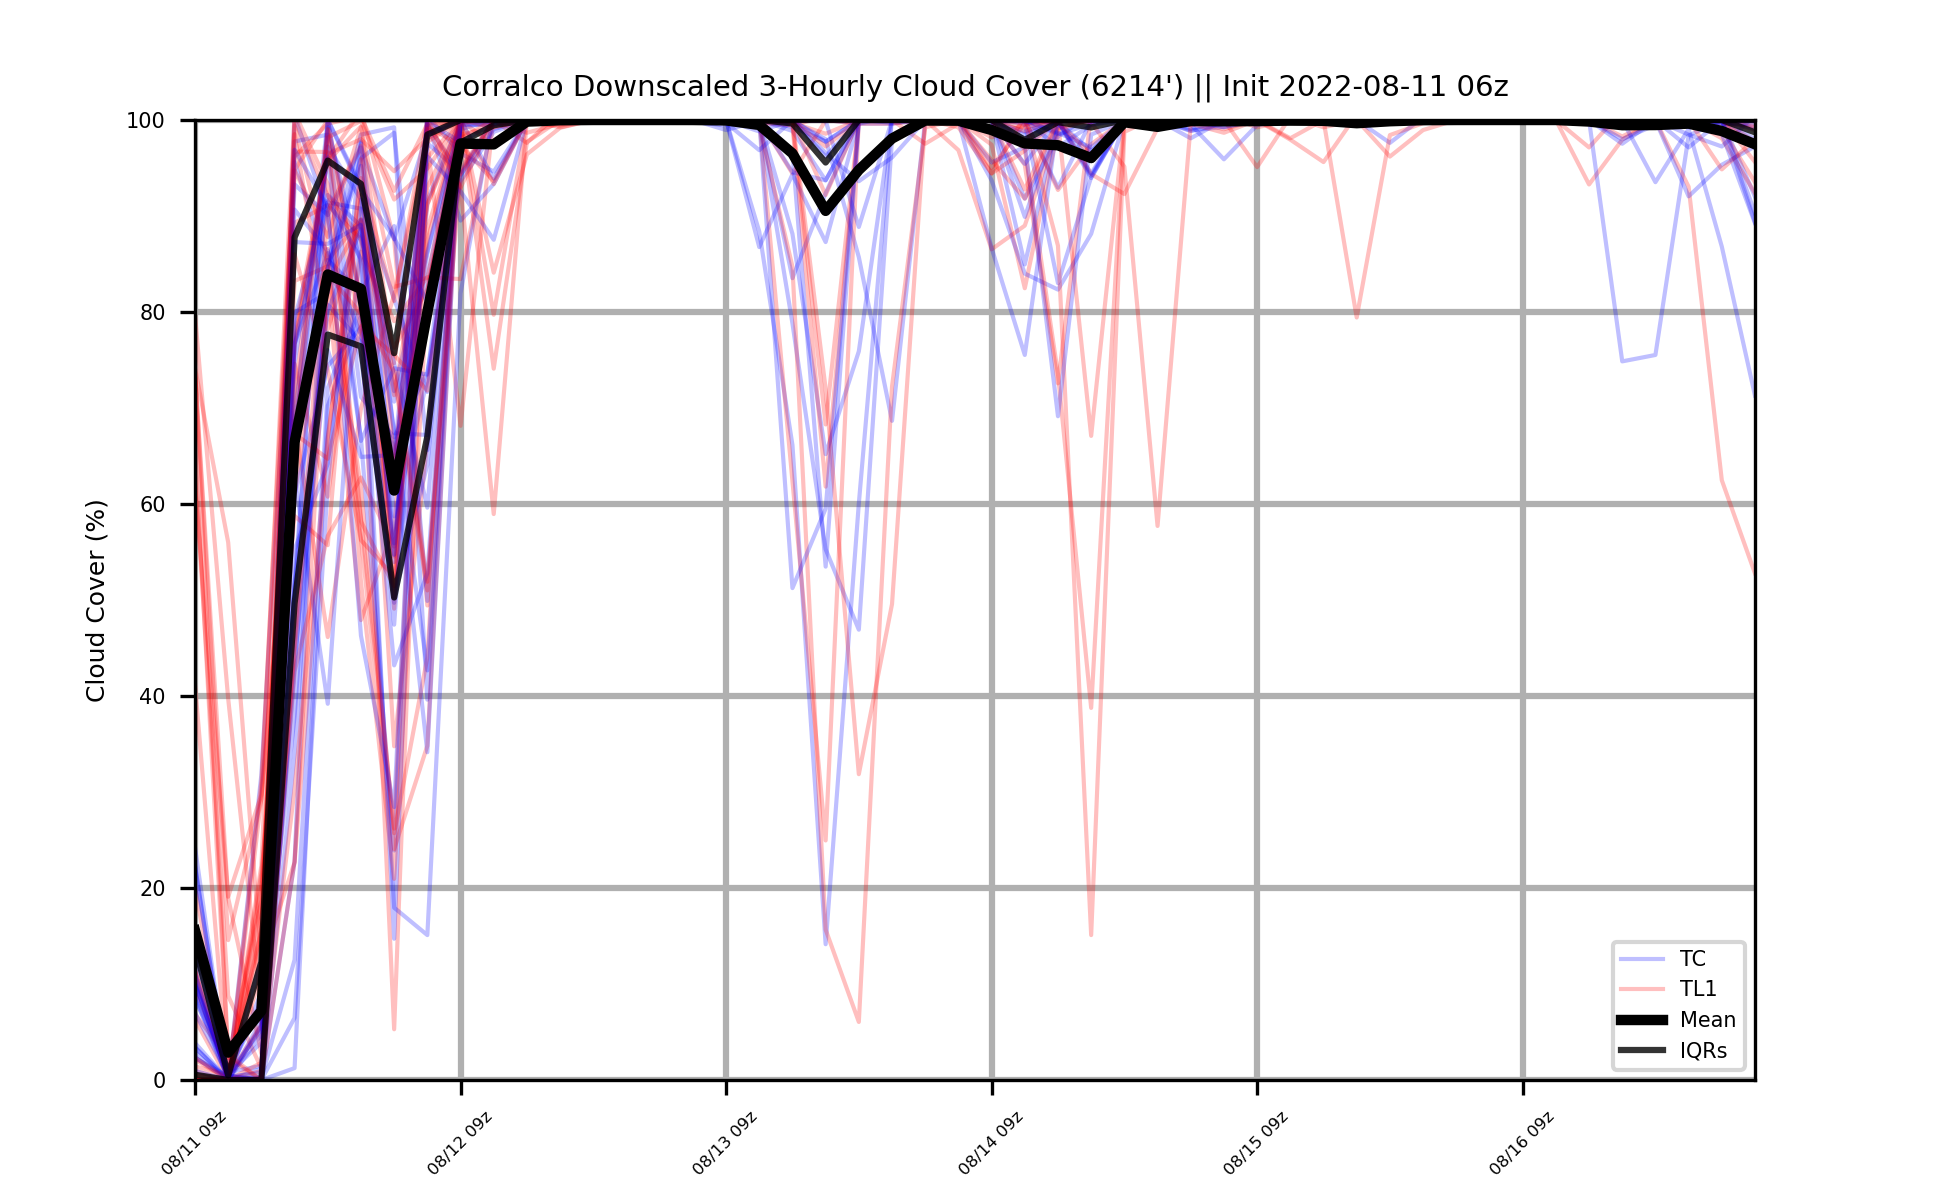 Corralco Downscaled 3-Hourly Cloud Cover (6214') || Init 2022-08-11 06z
Cloud Cover (%)
100
80
60
40
20
0
TC
TL1
Mean
IQRs
08/11 09z
08/12 09z
08/13 09z
08/14 09z
08/15 09z
08/16 09z